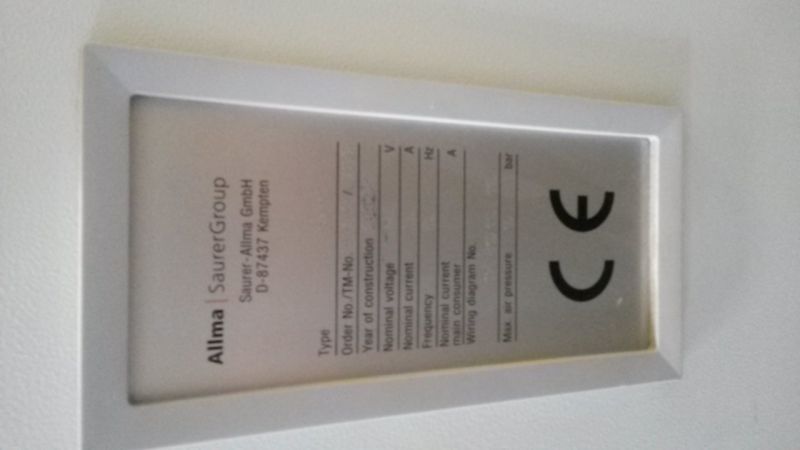 Allma | SaurerGroup
Saurer-Allma GmbH
D-87437 Kempten
Type
Order No./TM-No. /
Year of construction
Nominal voltage V
Nominal current A
Frequency Hz
Nominal current A
main consumer
Wiring diagram No.
Max. air pressure bar
CE